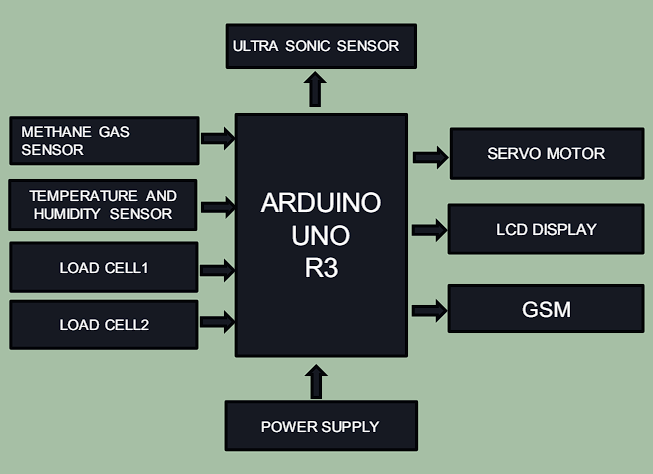 ULTRA SONIC SENSOR
METHANE GAS
SENSOR
TEMPERATURE AND
HUMIDITY SENSOR
LOAD CELL1
LOAD CELL2
ARDUINO
UNO
R3
SERVO MOTOR
LCD DISPLAY
GSM
POWER SUPPLY